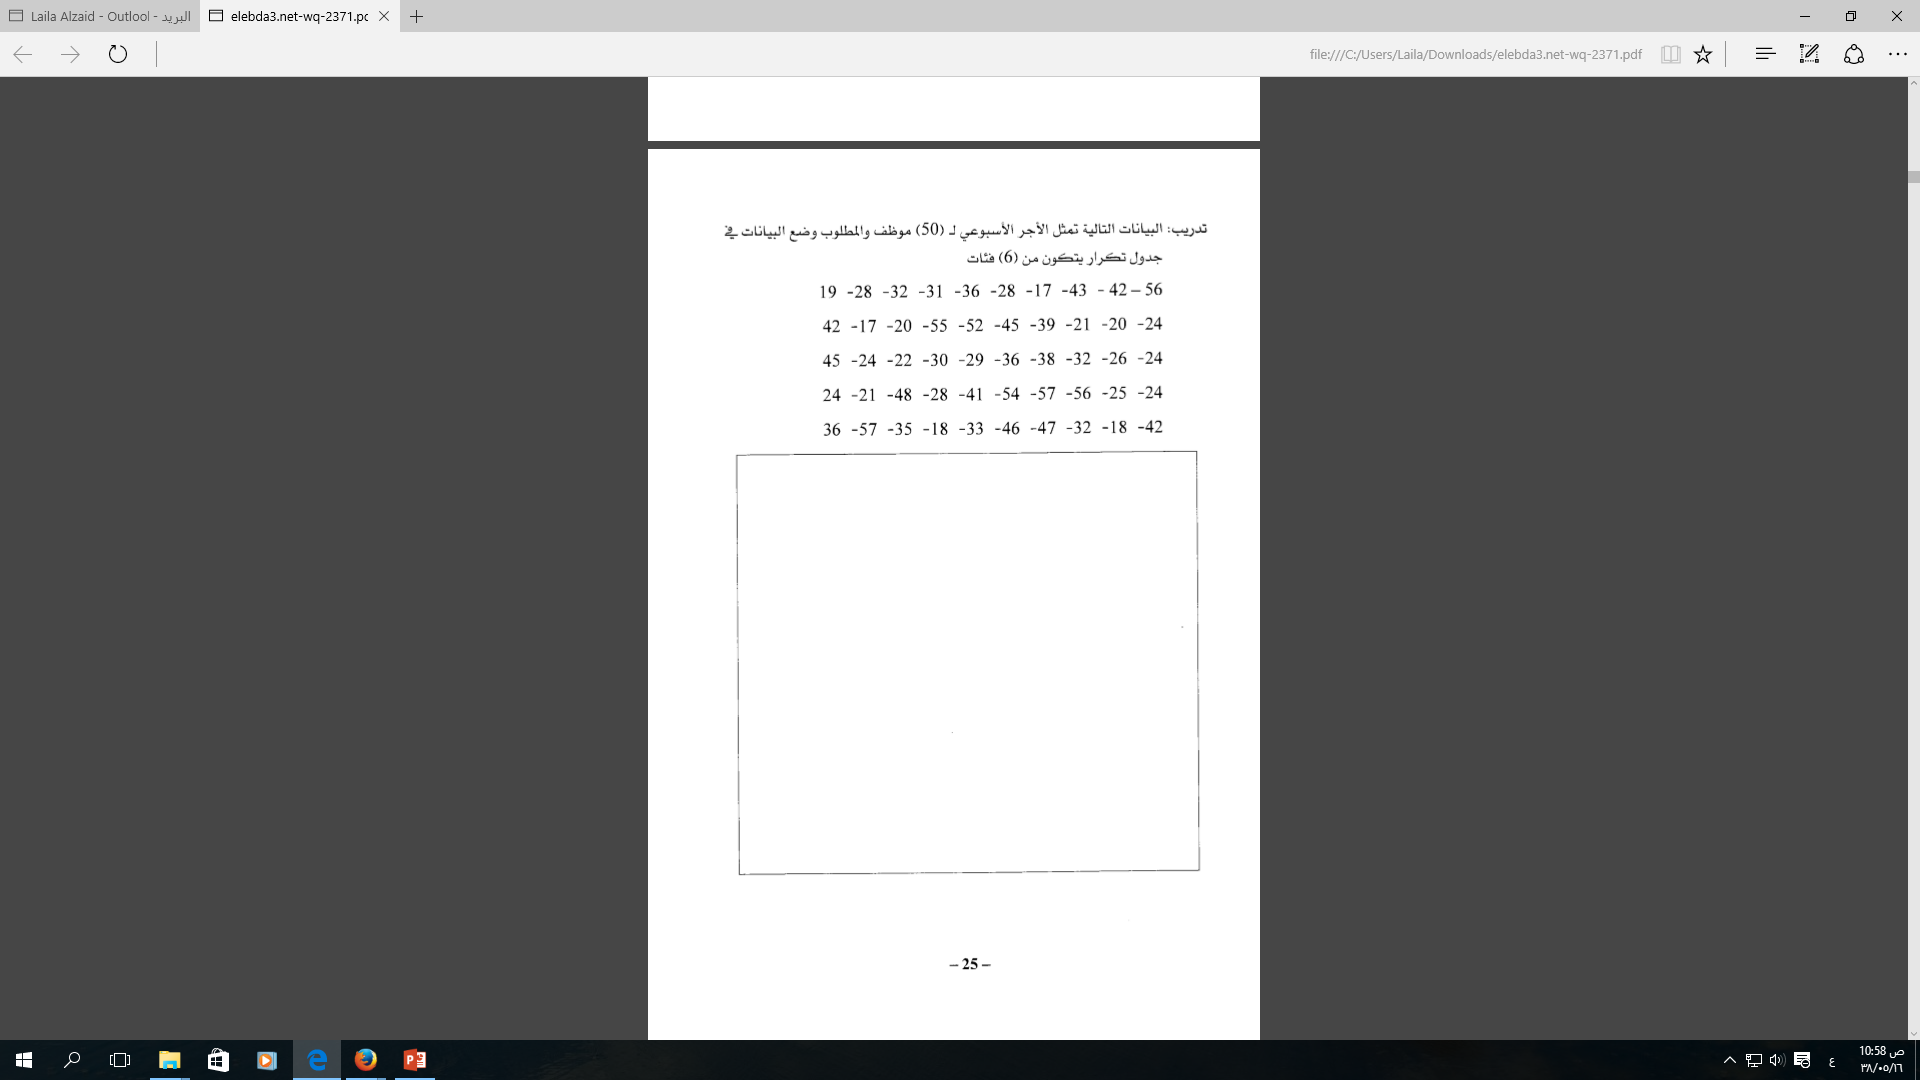 Laila Alzaid - Outlool - البريد
elebda3.net-wq-2371.pc
file:///C:/Users/Laila/Downloads/elebda3.net-wq-2371.pdf
تدريب: البيانات التالية تمثل الأجر الأسبوعي لـ (50) موظف والمطلوب وضع البيانات في
جدول تكرار يتكون من (6) فئات
19 -28 -32 -31 -36 -28 -17 -43 - 42 – 56
42 -17 -20 -55 -52 -45 -39 -21 -20 -24
45 -24 -22 -30 -29 -36 -38 -32 -26 -24
24 -21 -48 -28 -41 -54 -57 -56 -25 -24
36 -57 -35 -18 -33 -46 -47 -32 -18 -42
– 25 –
ع
10:58 ص
٣٨/٠٥/١٦